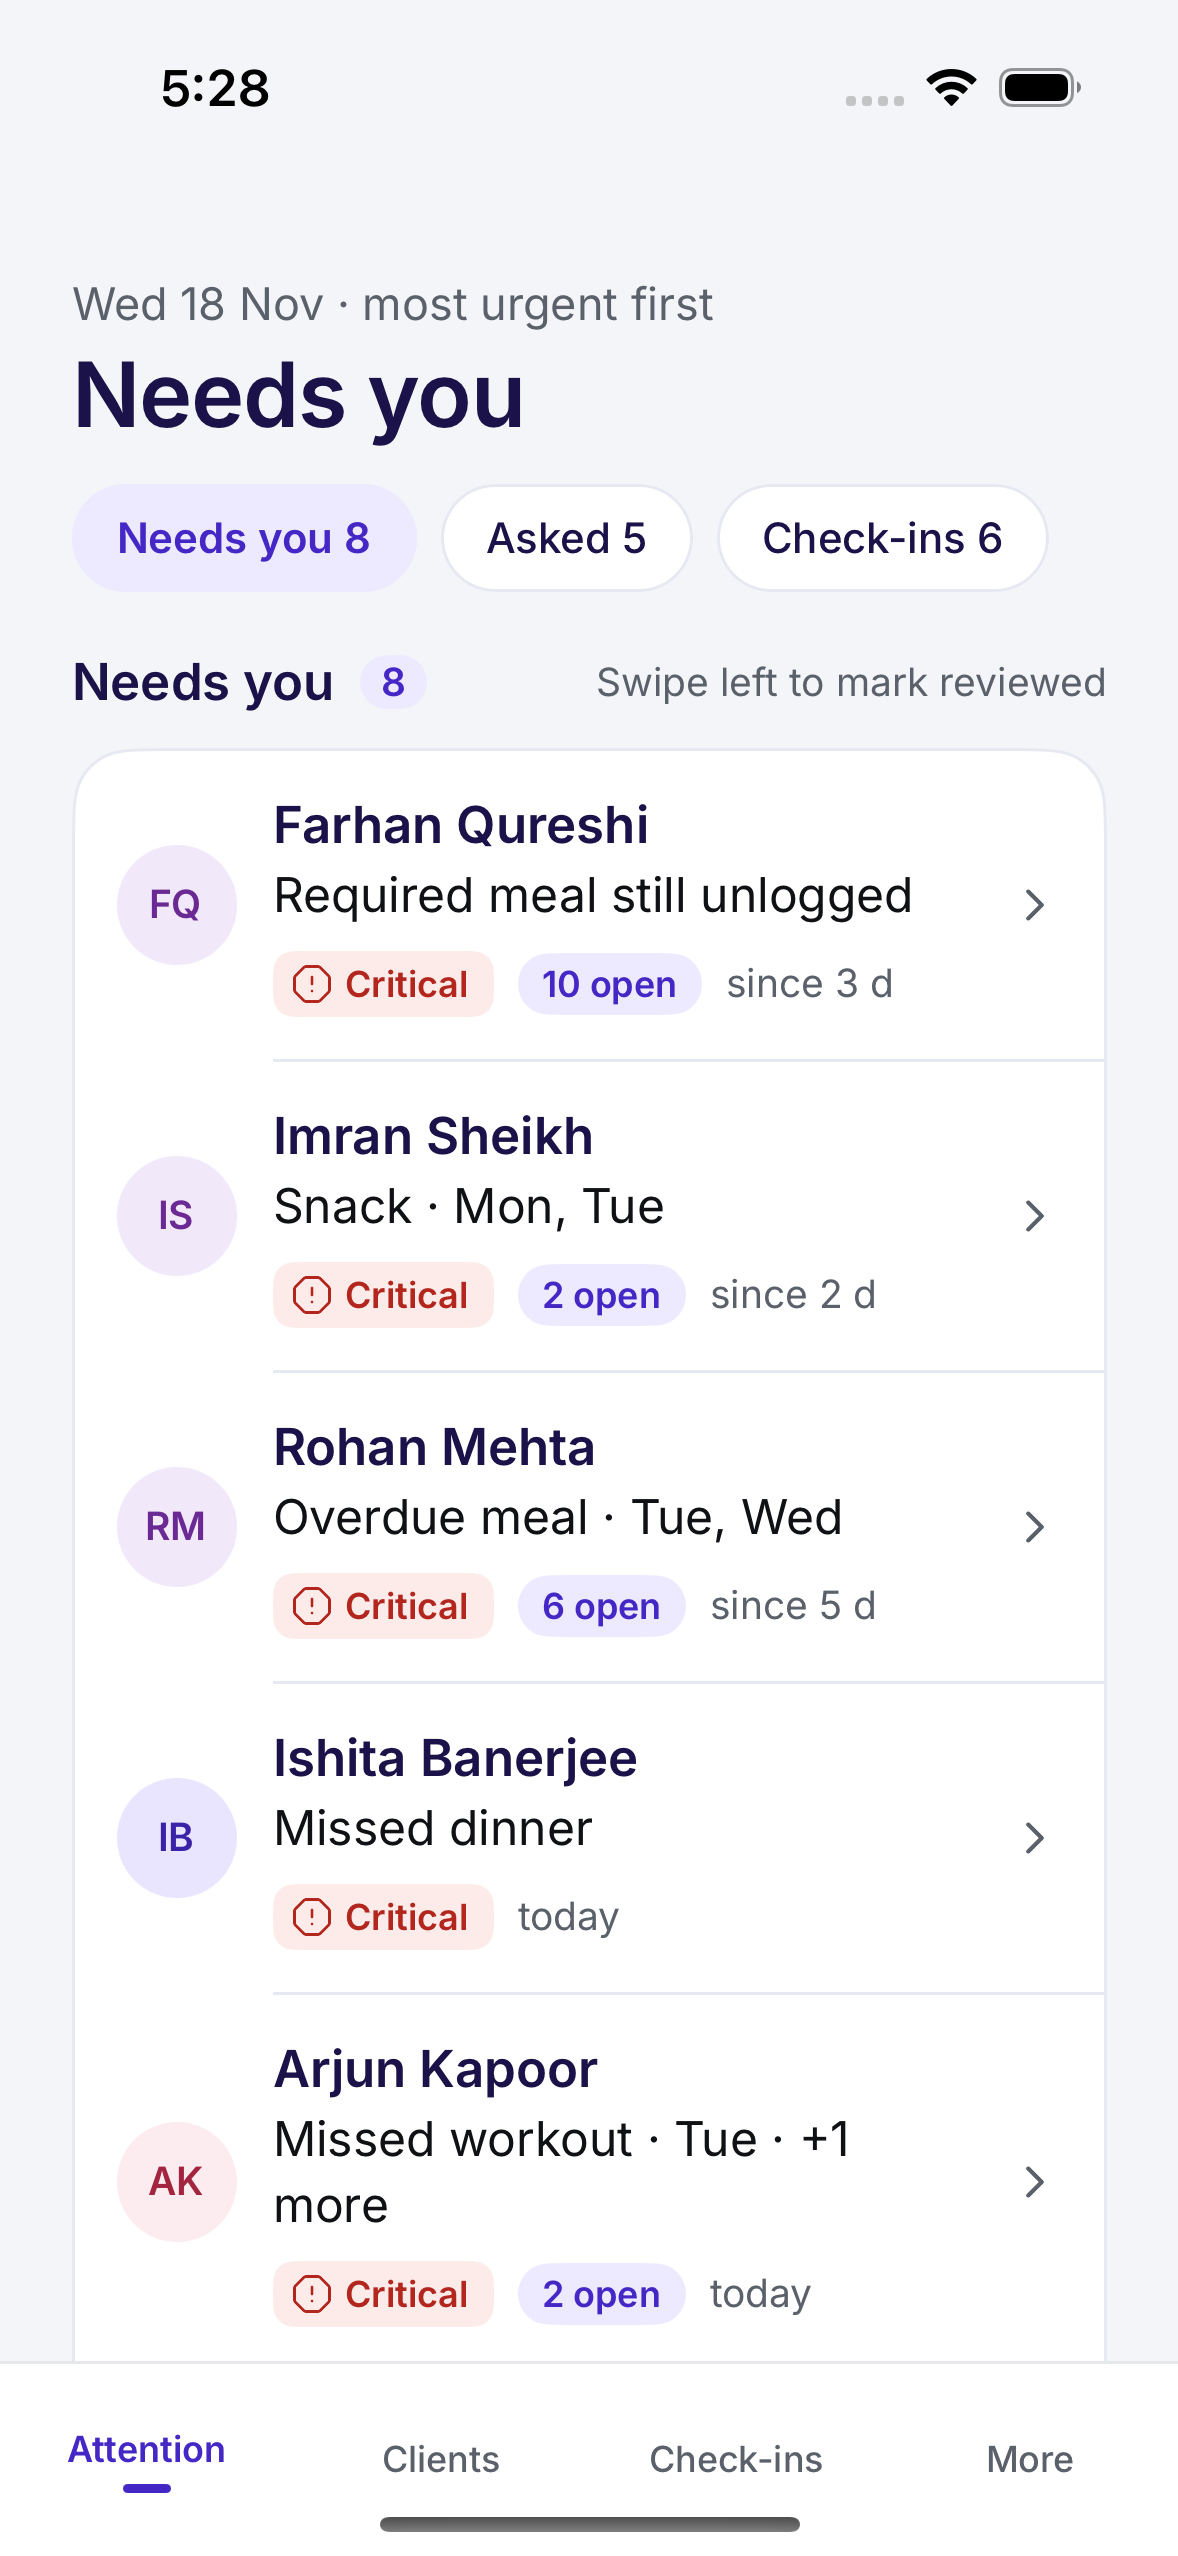 5:28
Wed 18 Nov · most urgent first
Needs you
Needs you 8
Asked 5
Check-ins 6
Needs you 8
Swipe left to mark reviewed
FQ
Farhan Qureshi
Required meal still unlogged
Critical
10 open
since 3 d
IS
Imran Sheikh
Snack · Mon, Tue
Critical
2 open
since 2 d
RM
Rohan Mehta
Overdue meal · Tue, Wed
Critical
6 open
since 5 d
IB
Ishita Banerjee
Missed dinner
Critical
today
AK
Arjun Kapoor
Missed workout · Tue · +1
more
Critical
2 open
today
Attention
Clients
Check-ins
More